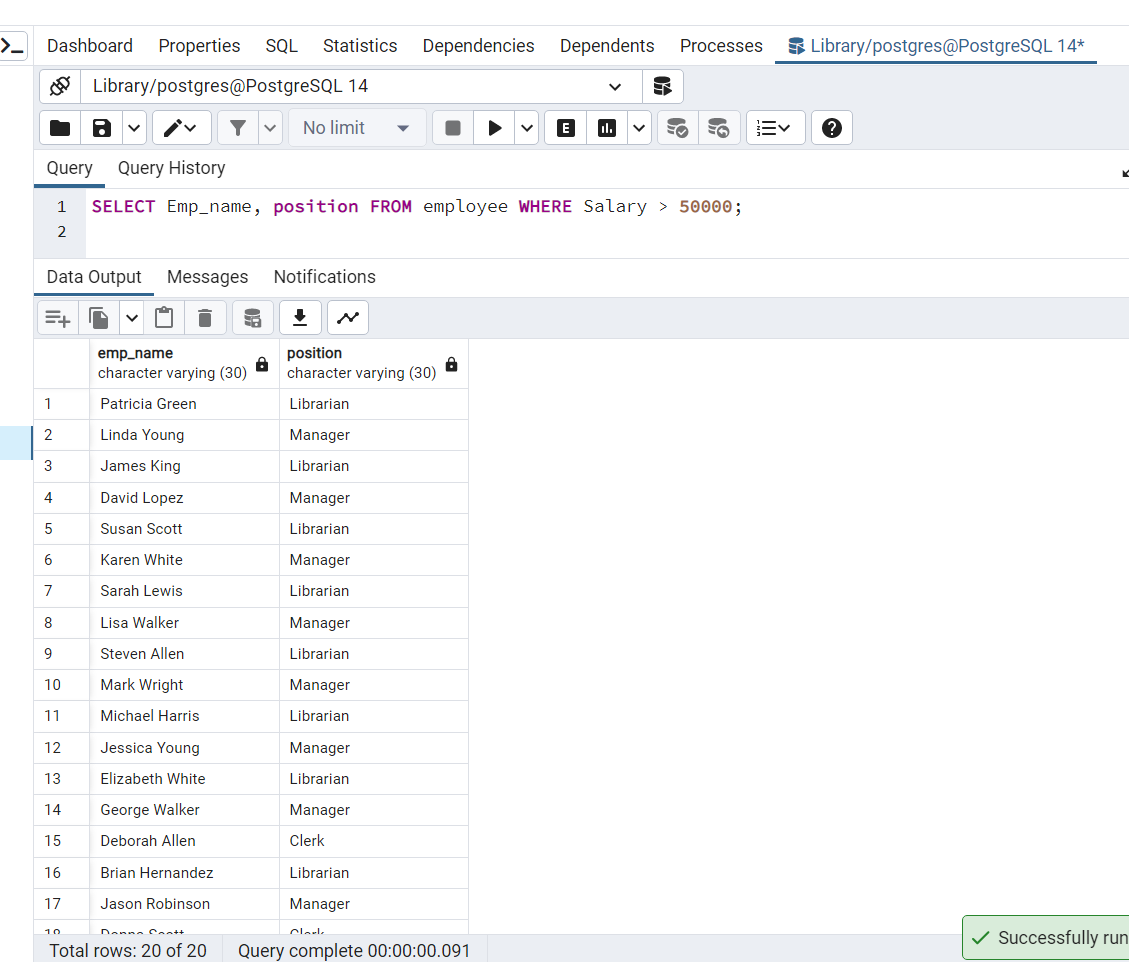 Dashboard Properties SQL Statistics Dependencies Dependents Processes Library/postgres@PostgreSQL 14*
Library/postgres@PostgreSQL 14
No limit E
Query Query History
1 SELECT Emp_name, position FROM employee WHERE Salary > 50000;
2
Data Output Messages Notifications
emp_name position
character varying (30) character varying (30)
1 Patricia Green Librarian
2 Linda Young Manager
3 James King Librarian
4 David Lopez Manager
5 Susan Scott Librarian
6 Karen White Manager
7 Sarah Lewis Librarian
8 Lisa Walker Manager
9 Steven Allen Librarian
10 Mark Wright Manager
11 Michael Harris Librarian
12 Jessica Young Manager
13 Elizabeth White Librarian
14 George Walker Manager
15 Deborah Allen Clerk
16 Brian Hernandez Librarian
17 Jason Robinson Manager
18 Donna Scott Clerk
Total rows: 20 of 20 Query complete 00:00:00.091
Successfully run